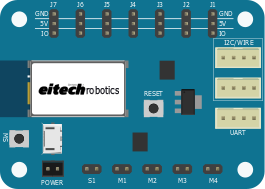 J7 J6 J5 J4 J3 J2 J1
GND GND
5V 5V
IO IO
I2C/WIRE
eitech robotics
RESET
UART
SW
POWER
S1 M1 M2 M3 M4